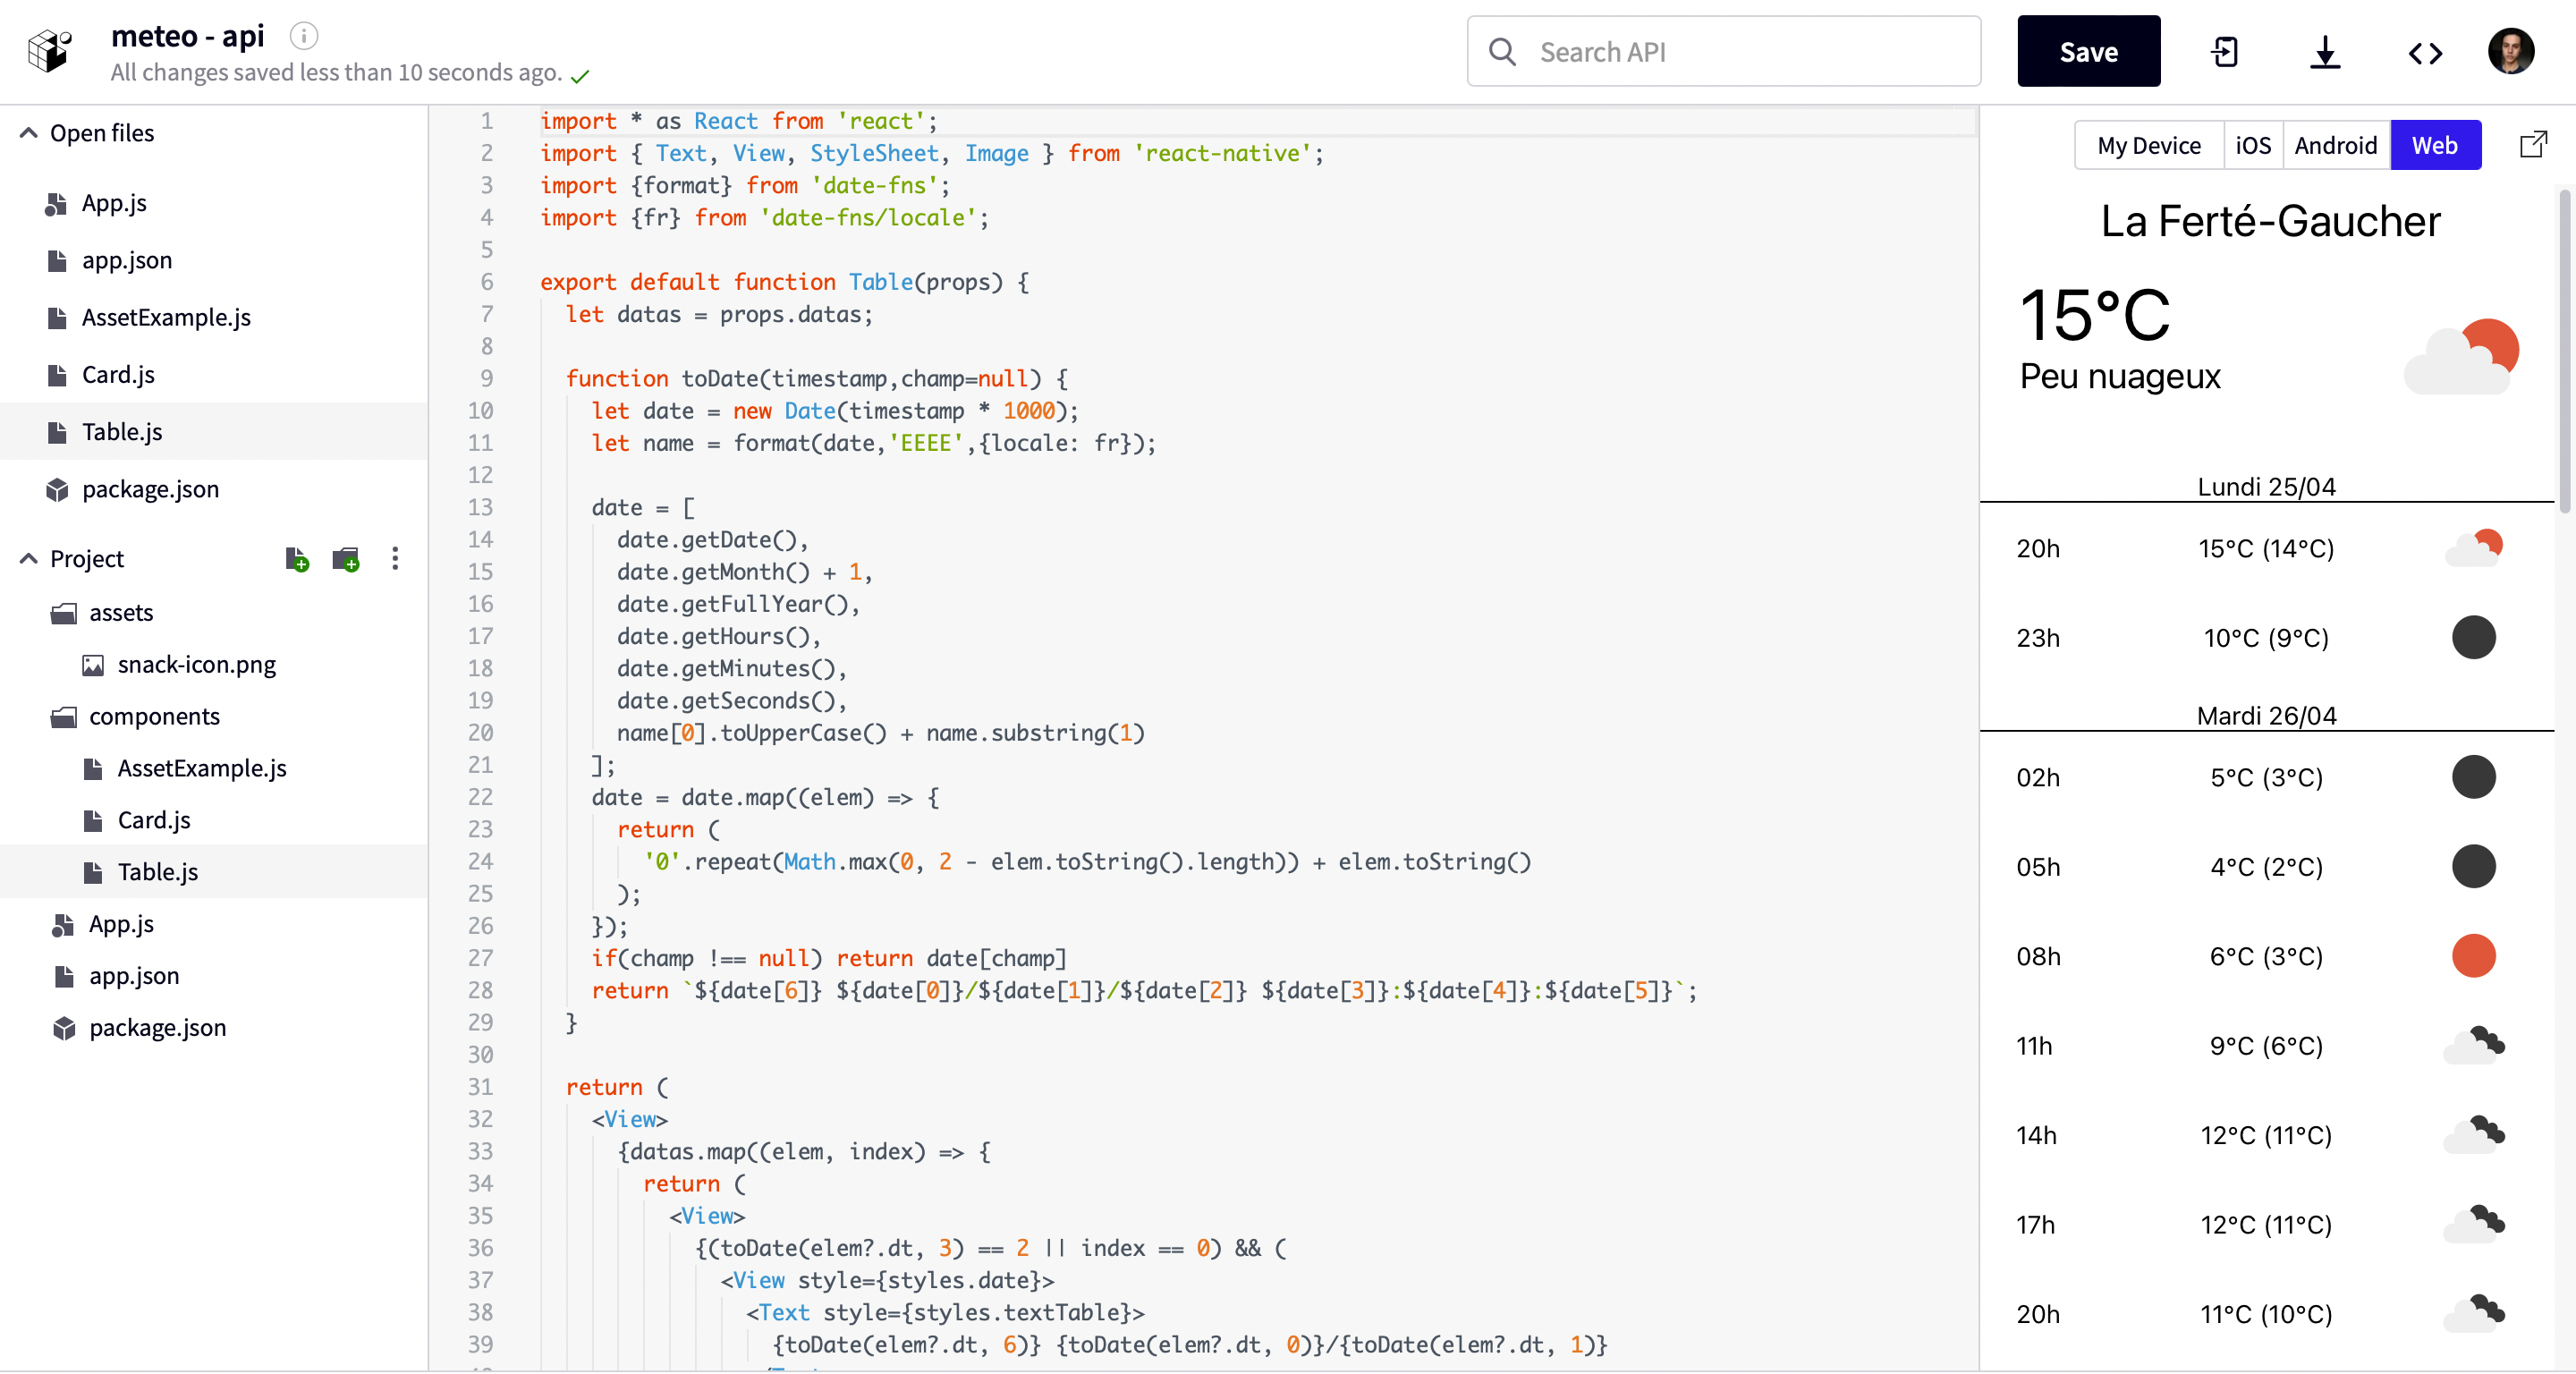 meteo - api
All changes saved less than 10 seconds ago.
Search API
Save
Open files
App.js
app.json
AssetExample.js
Card.js
Table.js
package.json
Project
assets
snack-icon.png
components
AssetExample.js
Card.js
Table.js
App.js
app.json
package.json
1 import * as React from 'react';
2 import { Text, View, StyleSheet, Image } from 'react-native';
3 import {format} from 'date-fns';
4 import {fr} from 'date-fns/locale';
5
6 export default function Table(props) {
7 let datas = props.datas;
8
9 function toDate(timestamp,champ=null) {
10 let date = new Date(timestamp * 1000);
11 let name = format(date,'EEEE',{locale: fr});
12
13 date = [
14 date.getDate(),
15 date.getMonth() + 1,
16 date.getFullYear(),
17 date.getHours(),
18 date.getMinutes(),
19 date.getSeconds(),
20 name[0].toUpperCase() + name.substring(1)
21 ];
22 date = date.map((elem) => {
23 return (
24 '0'.repeat(Math.max(0, 2 - elem.toString().length)) + elem.toString()
25 );
26 });
27 if(champ !== null) return date[champ]
28 return `${date[6]} ${date[0]}/${date[1]}/${date[2]} ${date[3]}:${date[4]}:${date[5]}`;
29 }
30
31 return (
32 <View>
33 {datas.map((elem, index) => {
34 return (
35 <View>
36 {(toDate(elem?.dt, 3) == 2 || index == 0) && (
37 <View style={styles.date}>
38 <Text style={styles.textTable}>
39 {toDate(elem?.dt, 6)} {toDate(elem?.dt, 0)}/{toDate(elem?.dt, 1)}
My Device iOS Android Web
La Ferté-Gaucher
15°C
Peu nuageux
Lundi 25/04
20h 15°C (14°C)
23h 10°C (9°C)
Mardi 26/04
02h 5°C (3°C)
05h 4°C (2°C)
08h 6°C (3°C)
11h 9°C (6°C)
14h 12°C (11°C)
17h 12°C (11°C)
20h 11°C (10°C)